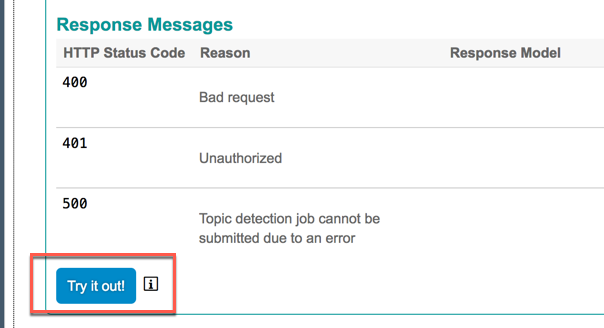 Response Messages
HTTP Status Code Reason Response Model
400
Bad request
401
Unauthorized
500
Topic detection job cannot be
submitted due to an error
Try it out! i